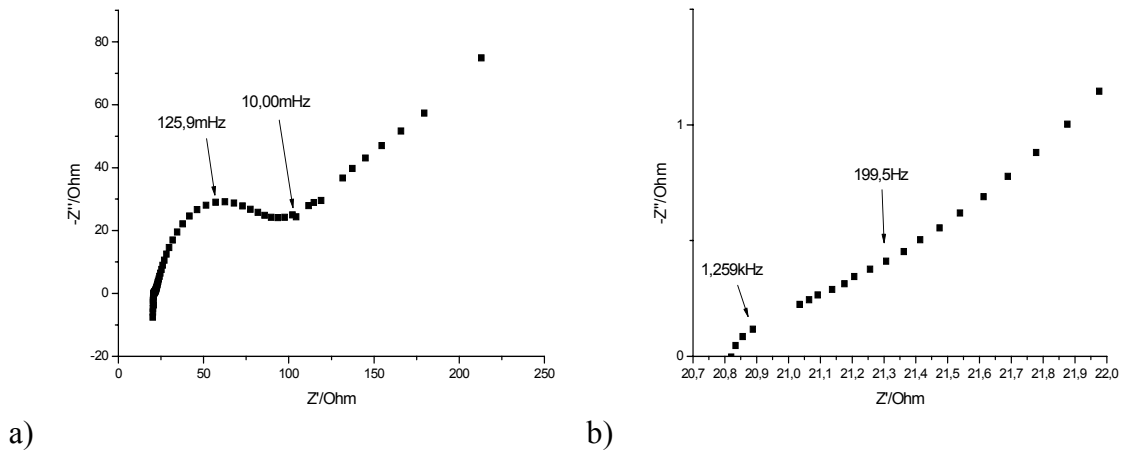 80
60
40
20
0
-20
-Z''/Ohm
125,9mHz
10,00mHz
0 50 100 150 200 250
Z'/Ohm
a)
1
0
-Z''/Ohm
199,5Hz
1,259kHz
20,7 20,8 20,9 21,0 21,1 21,2 21,3 21,4 21,5 21,6 21,7 21,8 21,9 22,0
Z'/Ohm
b)